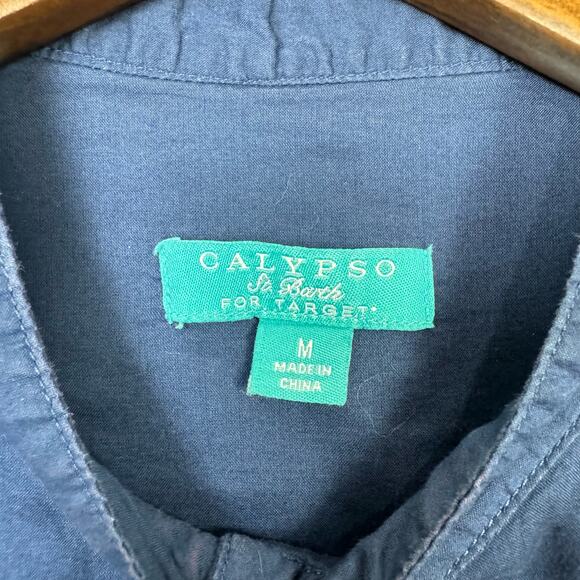 CALYPSO
St. Barth
FOR TARGET*
M
MADE IN
CHINA